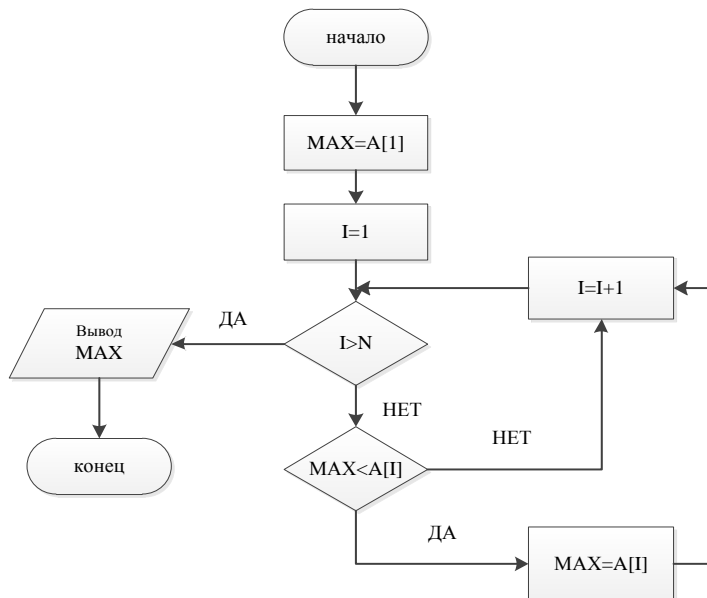 начало
MAX=A[1]
I=1
I=I+1
ДА
Вывод
MAX
I>N
НЕТ
НЕТ
конец
MAX<A[I]
ДА
MAX=A[I]